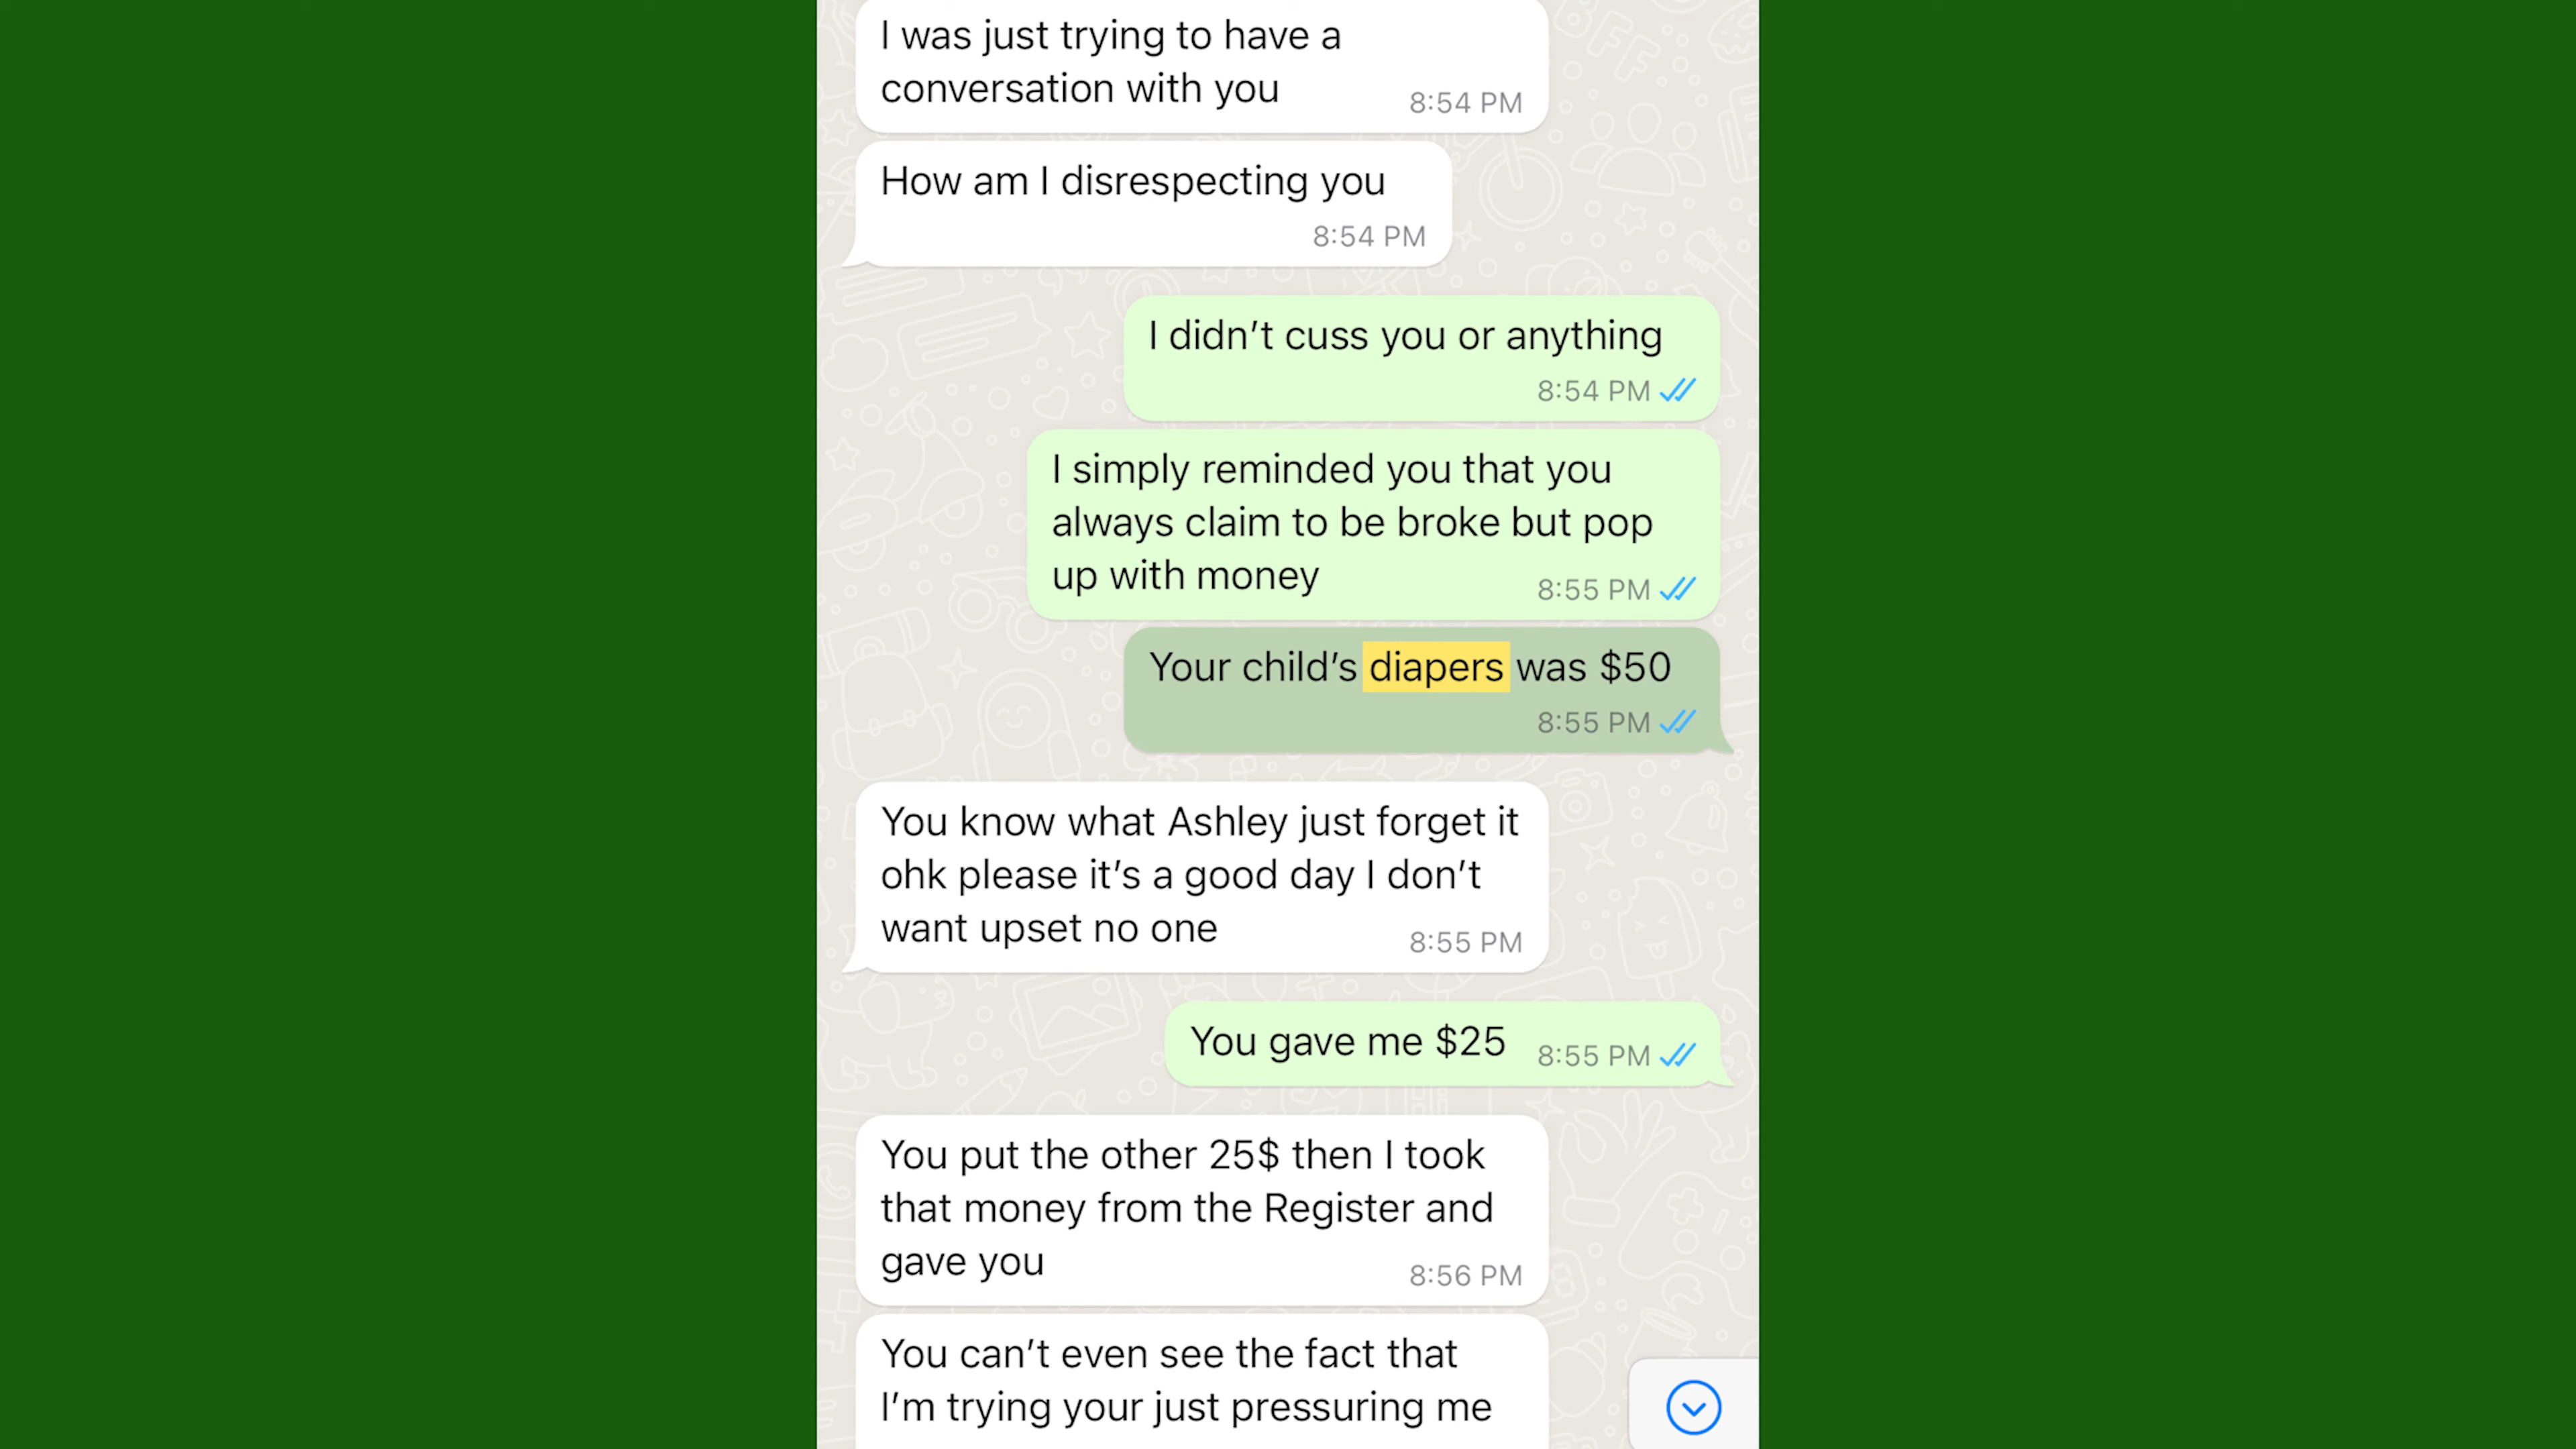 I was just trying to have a
conversation with you
8:54 PM
How am I disrespecting you
8:54 PM
I didn't cuss you or anything
8:54 PM
I simply reminded you that you
always claim to be broke but pop
up with money
8:55 PM
Your child's diapers was $50
8:55 PM
You know what Ashley just forget it
ohk please it's a good day I don't
want upset no one
8:55 PM
You gave me $25 8:55 PM
You put the other 25$ then I took
that money from the Register and
gave you
8:56 PM
You can't even see the fact that
I'm trying your just pressuring me